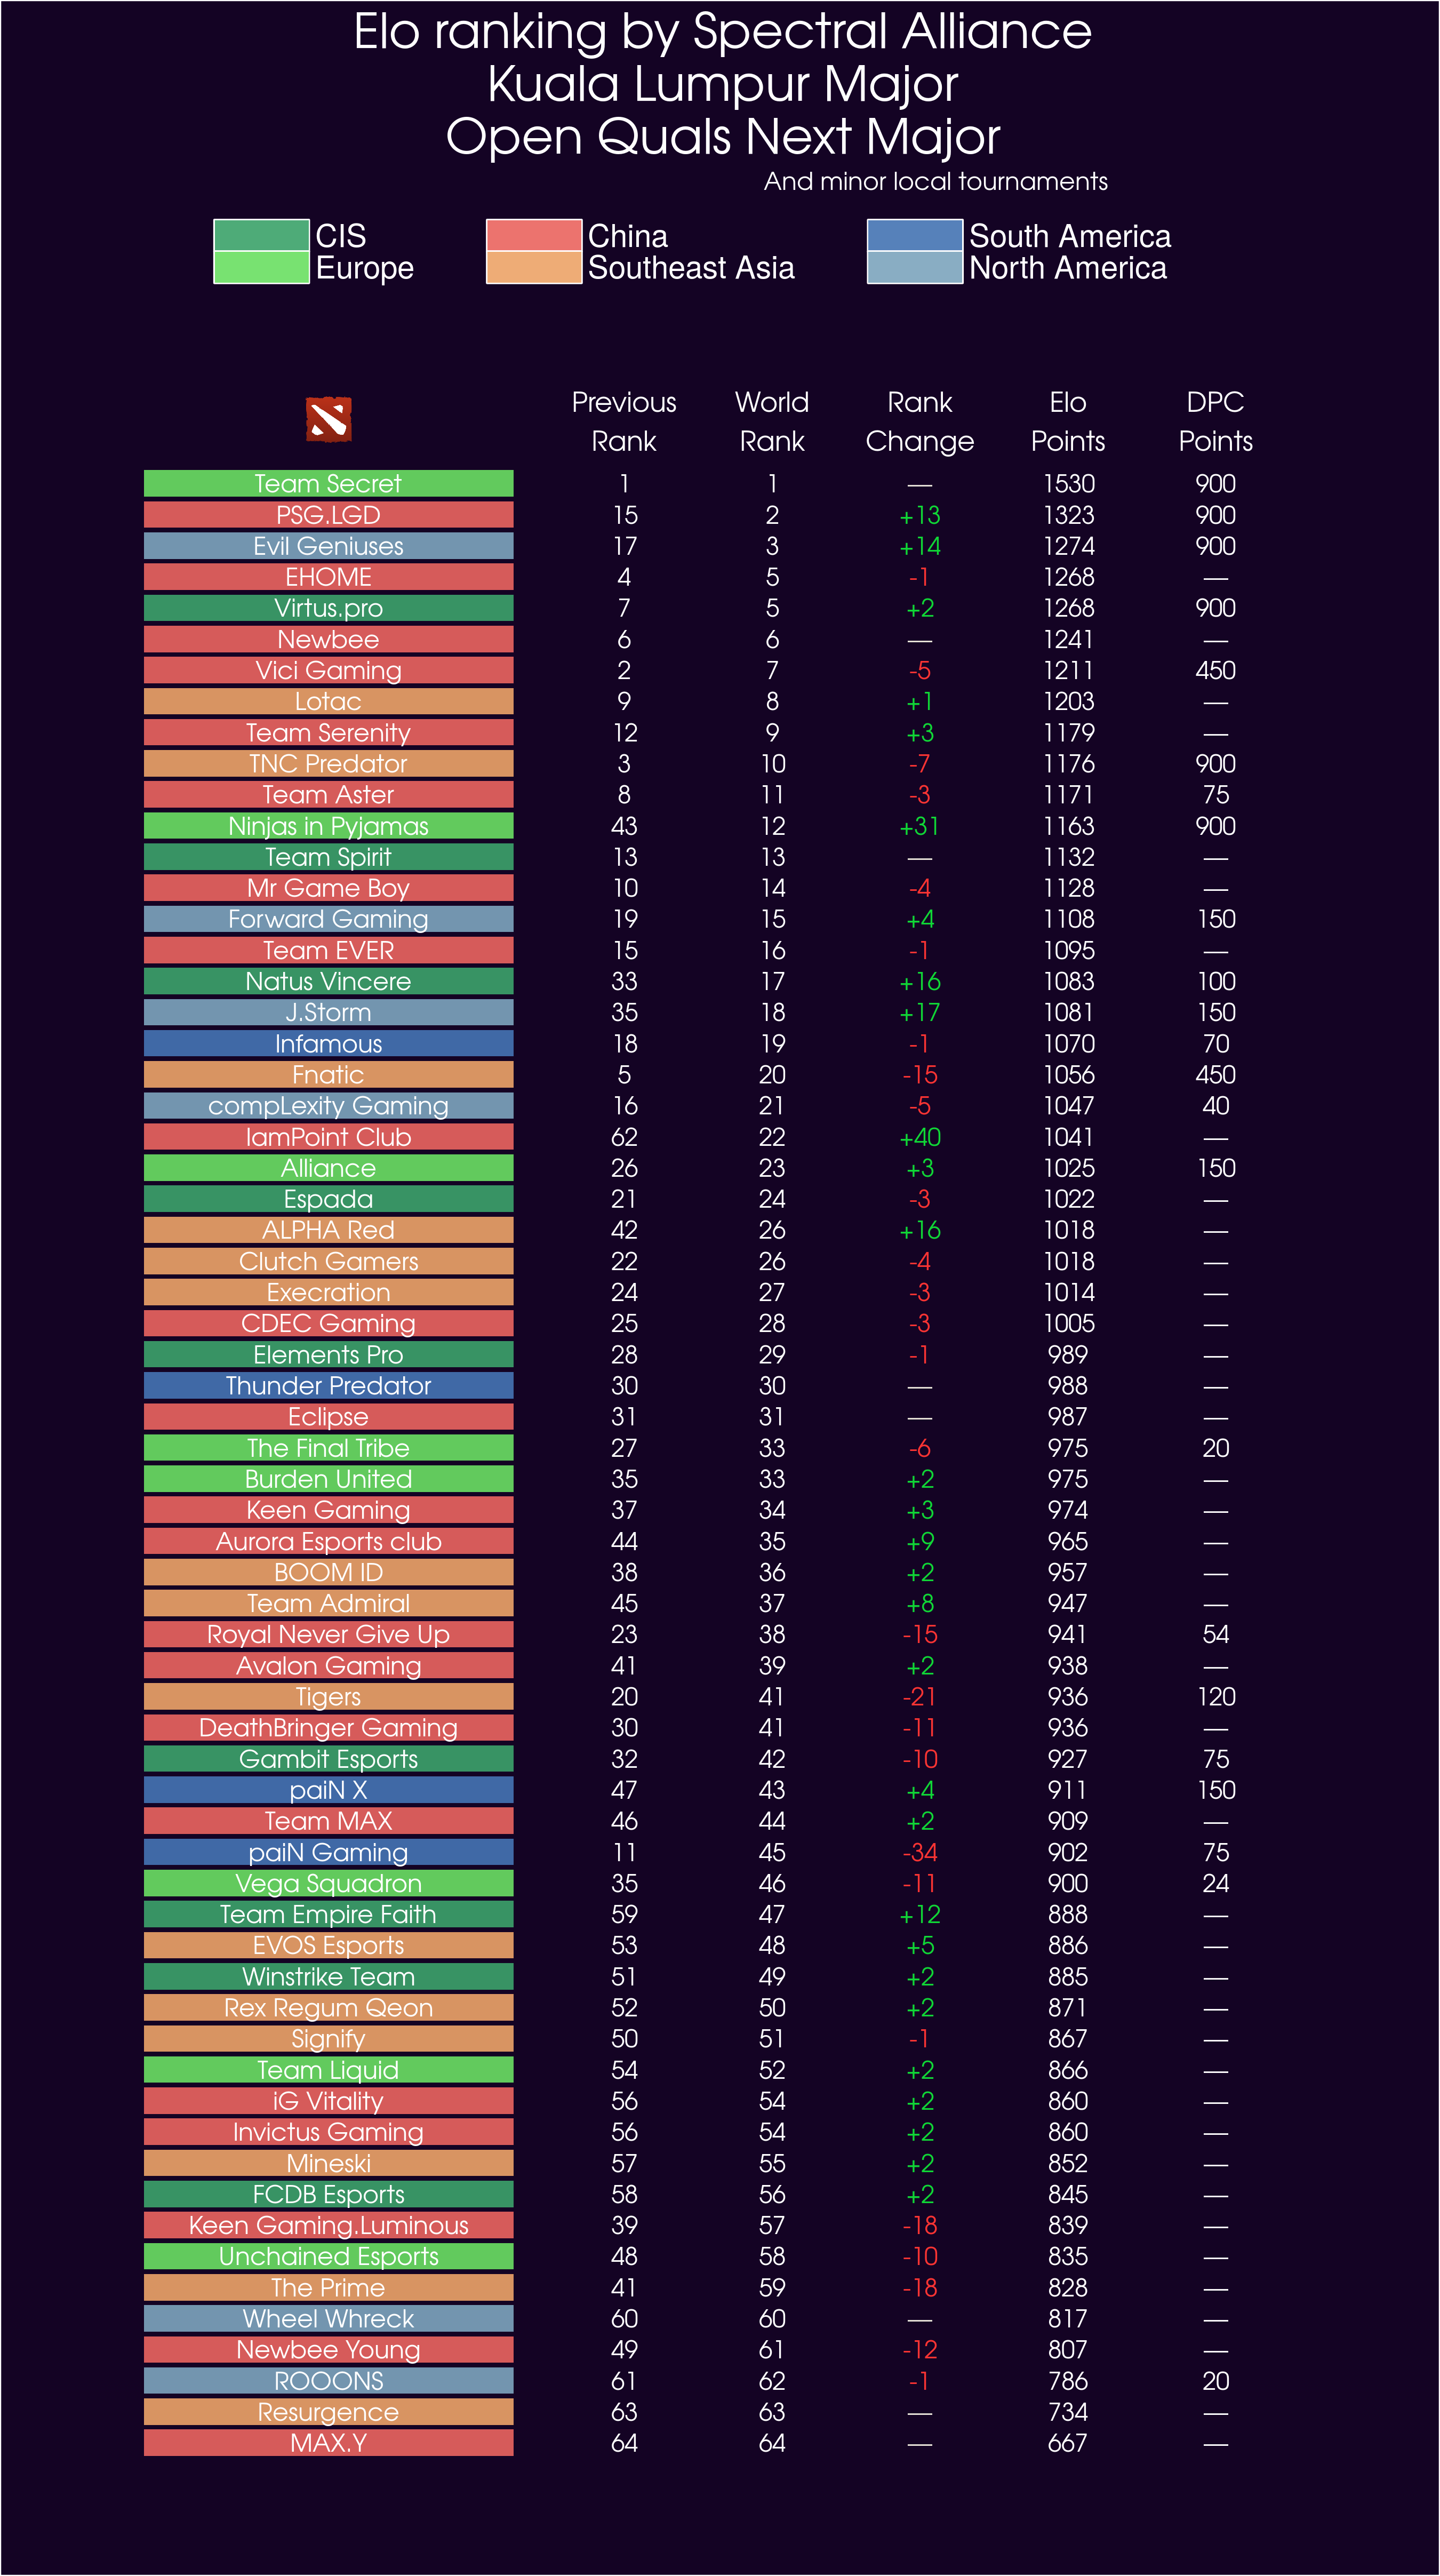 Elo ranking by Spectral Alliance
Kuala Lumpur Major
Open Quals Next Major
And minor local tournaments
CIS China South America
Europe Southeast Asia North America
Previous World Rank Elo DPC
Rank Rank Change Points Points
Team Secret 1 1 — 1530 900
PSG.LGD 15 2 +13 1323 900
Evil Geniuses 17 3 +14 1274 900
EHOME 4 5 -1 1268 —
Virtus.pro 7 5 +2 1268 900
Newbee 6 6 — 1241 —
Vici Gaming 2 7 -5 1211 450
Lotac 9 8 +1 1203 —
Team Serenity 12 9 +3 1179 —
TNC Predator 3 10 -7 1176 900
Team Aster 8 11 -3 1171 75
Ninjas in Pyjamas 43 12 +31 1163 900
Team Spirit 13 13 — 1132 —
Mr Game Boy 10 14 -4 1128 —
Forward Gaming 19 15 +4 1108 150
Team EVER 15 16 -1 1095 —
Natus Vincere 33 17 +16 1083 100
J.Storm 35 18 +17 1081 150
Infamous 18 19 -1 1070 70
Fnatic 5 20 -15 1056 450
compLexity Gaming 16 21 -5 1047 40
IamPoint Club 62 22 +40 1041 —
Alliance 26 23 +3 1025 150
Espada 21 24 -3 1022 —
ALPHA Red 42 26 +16 1018 —
Clutch Gamers 22 26 -4 1018 —
Execration 24 27 -3 1014 —
CDEC Gaming 25 28 -3 1005 —
Elements Pro 28 29 -1 989 —
Thunder Predator 30 30 — 988 —
Eclipse 31 31 — 987 —
The Final Tribe 27 33 -6 975 20
Burden United 35 33 +2 975 —
Keen Gaming 37 34 +3 974 —
Aurora Esports club 44 35 +9 965 —
BOOM ID 38 36 +2 957 —
Team Admiral 45 37 +8 947 —
Royal Never Give Up 23 38 -15 941 54
Avalon Gaming 41 39 +2 938 —
Tigers 20 41 -21 936 120
DeathBringer Gaming 30 41 -11 936 —
Gambit Esports 32 42 -10 927 75
paiN X 47 43 +4 911 150
Team MAX 46 44 +2 909 —
paiN Gaming 11 45 -34 902 75
Vega Squadron 35 46 -11 900 24
Team Empire Faith 59 47 +12 888 —
EVOS Esports 53 48 +5 886 —
Winstrike Team 51 49 +2 885 —
Rex Regum Qeon 52 50 +2 871 —
Signify 50 51 -1 867 —
Team Liquid 54 52 +2 866 —
iG Vitality 56 54 +2 860 —
Invictus Gaming 56 54 +2 860 —
Mineski 57 55 +2 852 —
FCDB Esports 58 56 +2 845 —
Keen Gaming.Luminous 39 57 -18 839 —
Unchained Esports 48 58 -10 835 —
The Prime 41 59 -18 828 —
Wheel Whreck 60 60 — 817 —
Newbee Young 49 61 -12 807 —
ROOONS 61 62 -1 786 20
Resurgence 63 63 — 734 —
MAX.Y 64 64 — 667 —